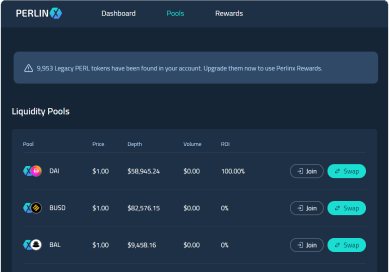 PERLIN X Dashboard Pools Rewards
9,953 Legacy PERL tokens have been found in your account. Upgrade them now to use Perlinx Rewards.
Liquidity Pools
Pool Price Depth Volume ROI
DAI $1.00 $58,945.24 $0.00 100.00% Join Swap
BUSD $1.00 $82,576.15 $0.00 0% Join Swap
BAL $1.00 $9,458.16 $0.00 0% Join Swap